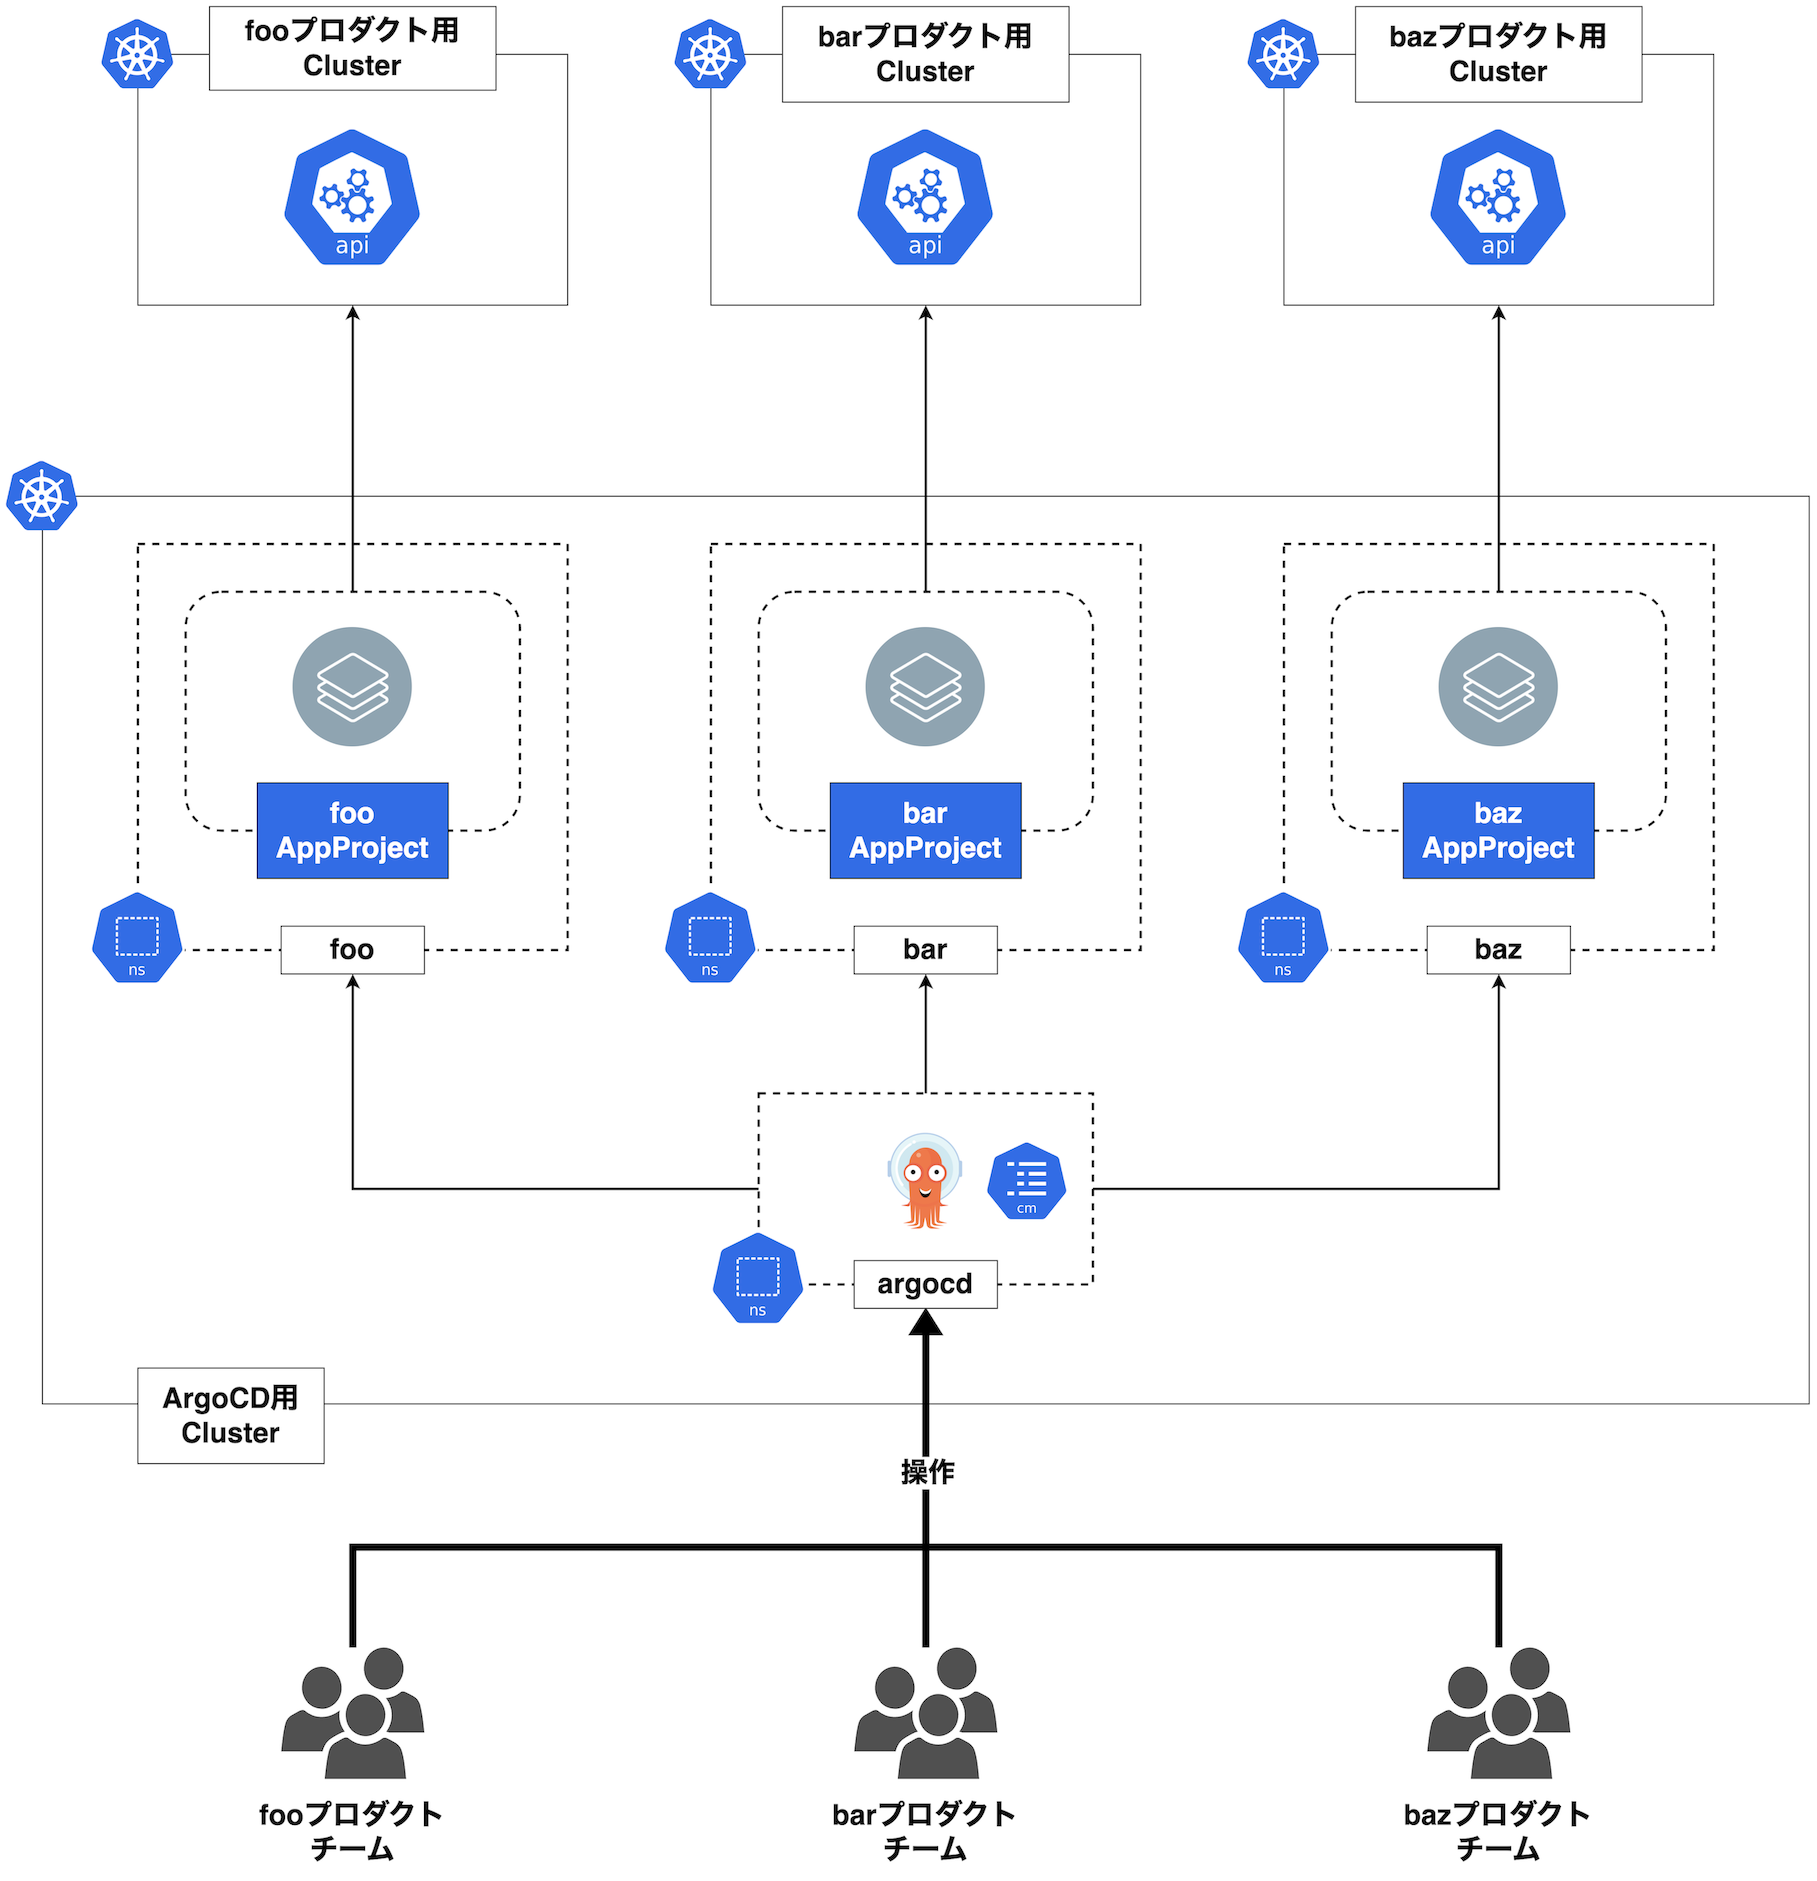 fooプロダクト用
Cluster
barプロダクト用
Cluster
bazプロダクト用
Cluster
api
api
api
foo
AppProject
bar
AppProject
baz
AppProject
ns
foo
ns
bar
ns
baz
cm
ns
argocd
ArgoCD用
Cluster
操作
fooプロダクト
チーム
barプロダクト
チーム
bazプロダクト
チーム